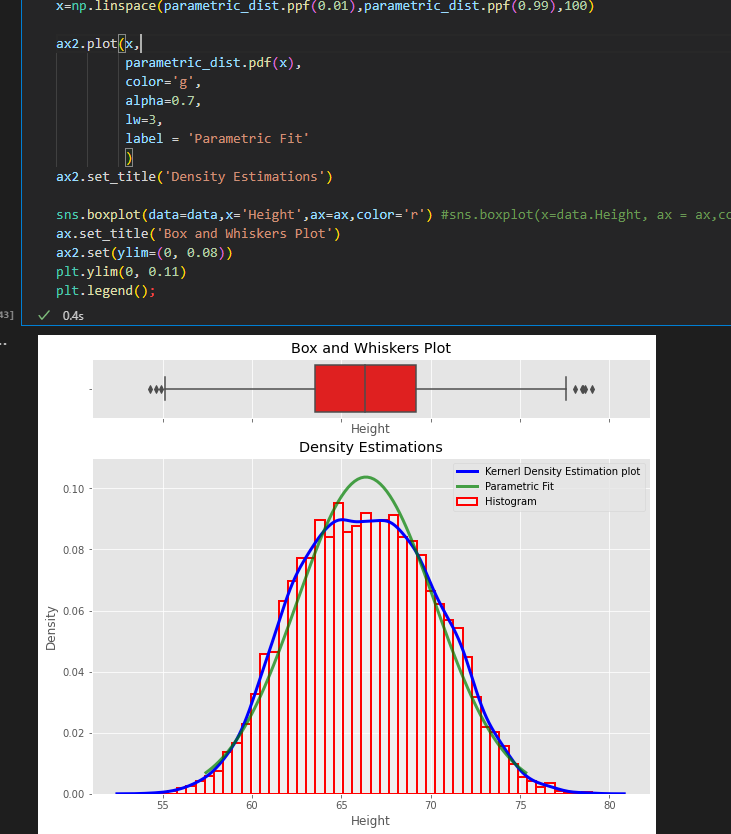 x=np.linspace(parametric_dist.ppf(0.01),parametric_dist.ppf(0.99),100)
ax2.plot(x,
parametric_dist.pdf(x),
color='g',
alpha=0.7,
lw=3,
label = 'Parametric Fit'
)
ax2.set_title('Density Estimations')
sns.boxplot(data=data,x='Height',ax=ax,color='r') #sns.boxplot(x=data.Height, ax = ax,co
ax.set_title('Box and Whiskers Plot')
ax2.set(ylim=(0, 0.08))
plt.ylim(0, 0.11)
plt.legend();
43]
0.4s
Box and Whiskers Plot
Height
Density Estimations
Kernerl Density Estimation plot
Parametric Fit
Histogram
0.10
0.08
0.06
0.04
0.02
0.00
Density
55 60 65 70 75 80
Height